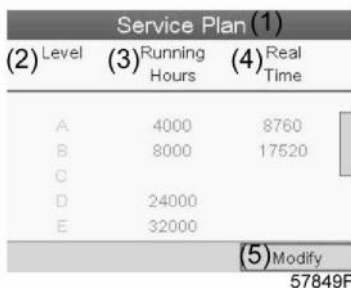 Service Plan (1)
(2) Level (3) Running Hours (4) Real Time
A 4000 8760
B 8000 17520
C
D 24000
E 32000
(5) Modify
57849F